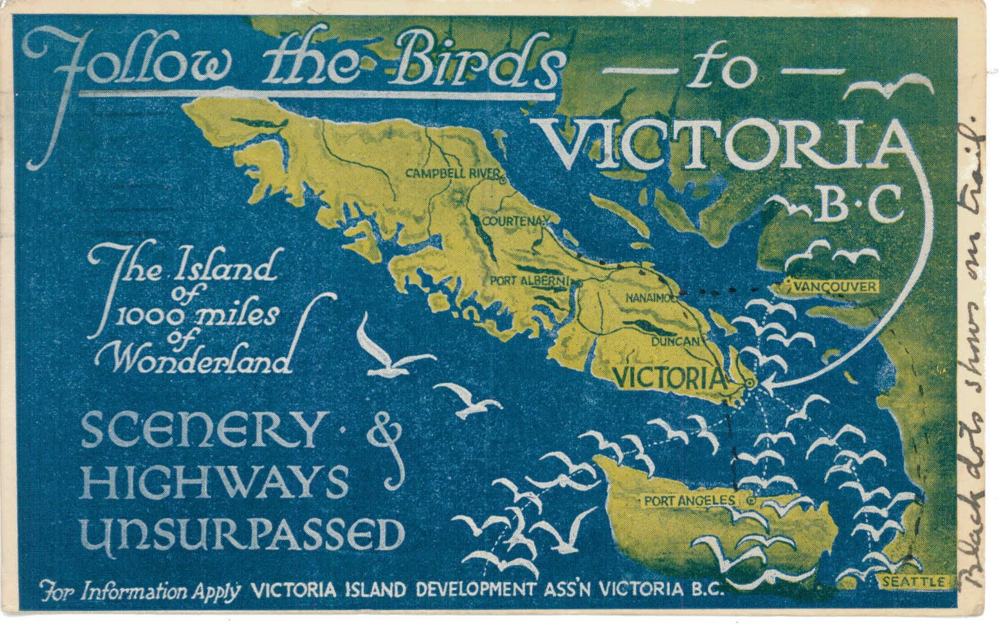 Follow the Birds — to —
VICTORIA
B·C
CAMPBELL RIVER
COURTENAY
PORT ALBERNI
NANAIMO
DUNCAN
VICTORIA
VANCOUVER
PORT ANGELES
SEATTLE
The Island
of
1000 miles
of
Wonderland
SCENERY · &
HIGHWAYS
UNSURPASSED
For Information Apply VICTORIA ISLAND DEVELOPMENT ASS'N VICTORIA B.C.
Black dots shows our trail.